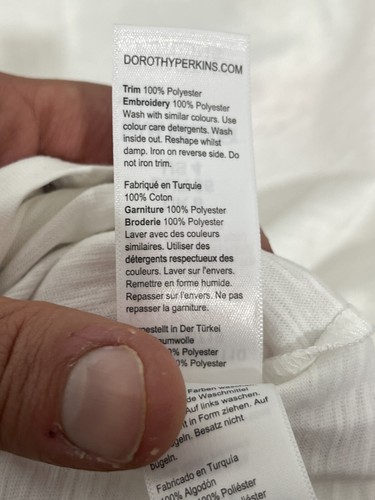 DOROTHYPERKINS.COM
Trim 100% Polyester
Embroidery 100% Polyester
Wash with similar colours. Use
colour care detergents. Wash
inside out. Reshape whilst
damp. Iron on reverse side. Do
not iron trim.
Fabriqué en Turquie
100% Coton
Garniture 100% Polyester
Broderie 100% Polyester
Laver avec des couleurs
similaires. Utiliser des
détergents respectueux des
couleurs. Laver sur l'envers.
Remettre en forme humide.
Repasser sur l'envers. Ne pas
repasser la garniture.
in Der Türkei
% Polyester
% Polyester
Farben
de Waschmittel
Auf links waschen.
in Form ziehen. Auf
Besatz nicht
bügeln.
Fabricado en Turquía
100% Algodón
100% Poliéster